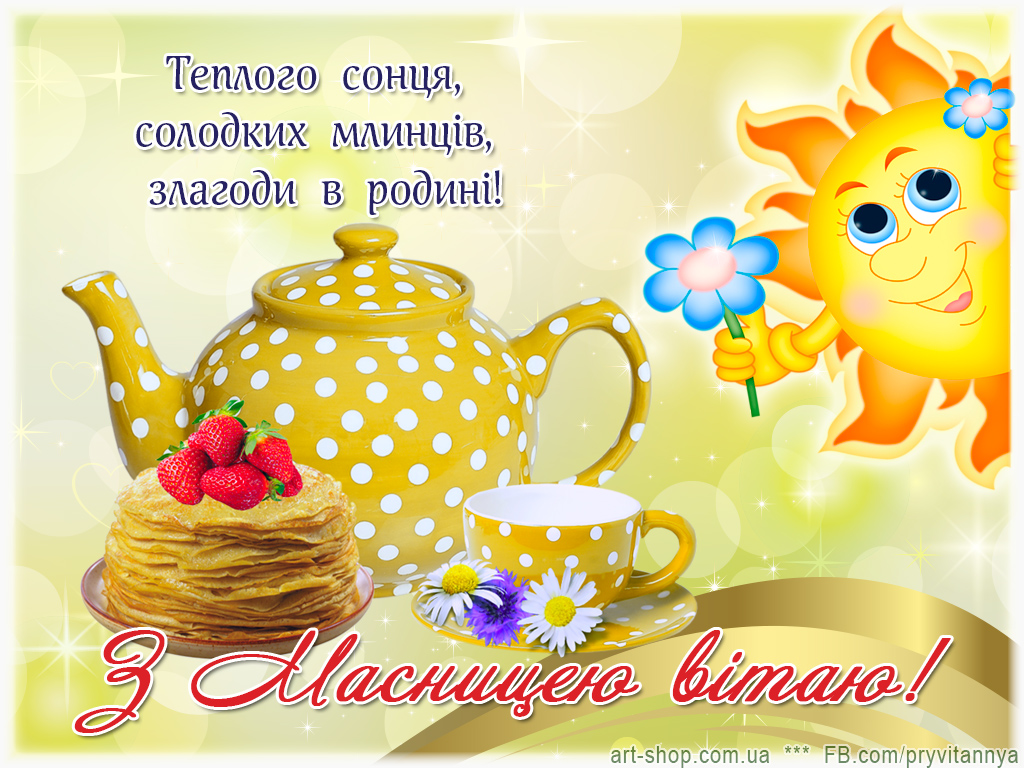 Теплого сонця,
солодких млинців,
злагоди в родині!
З Масницею вітаю!
art-shop.com.ua *** FB.com/pryvitannya